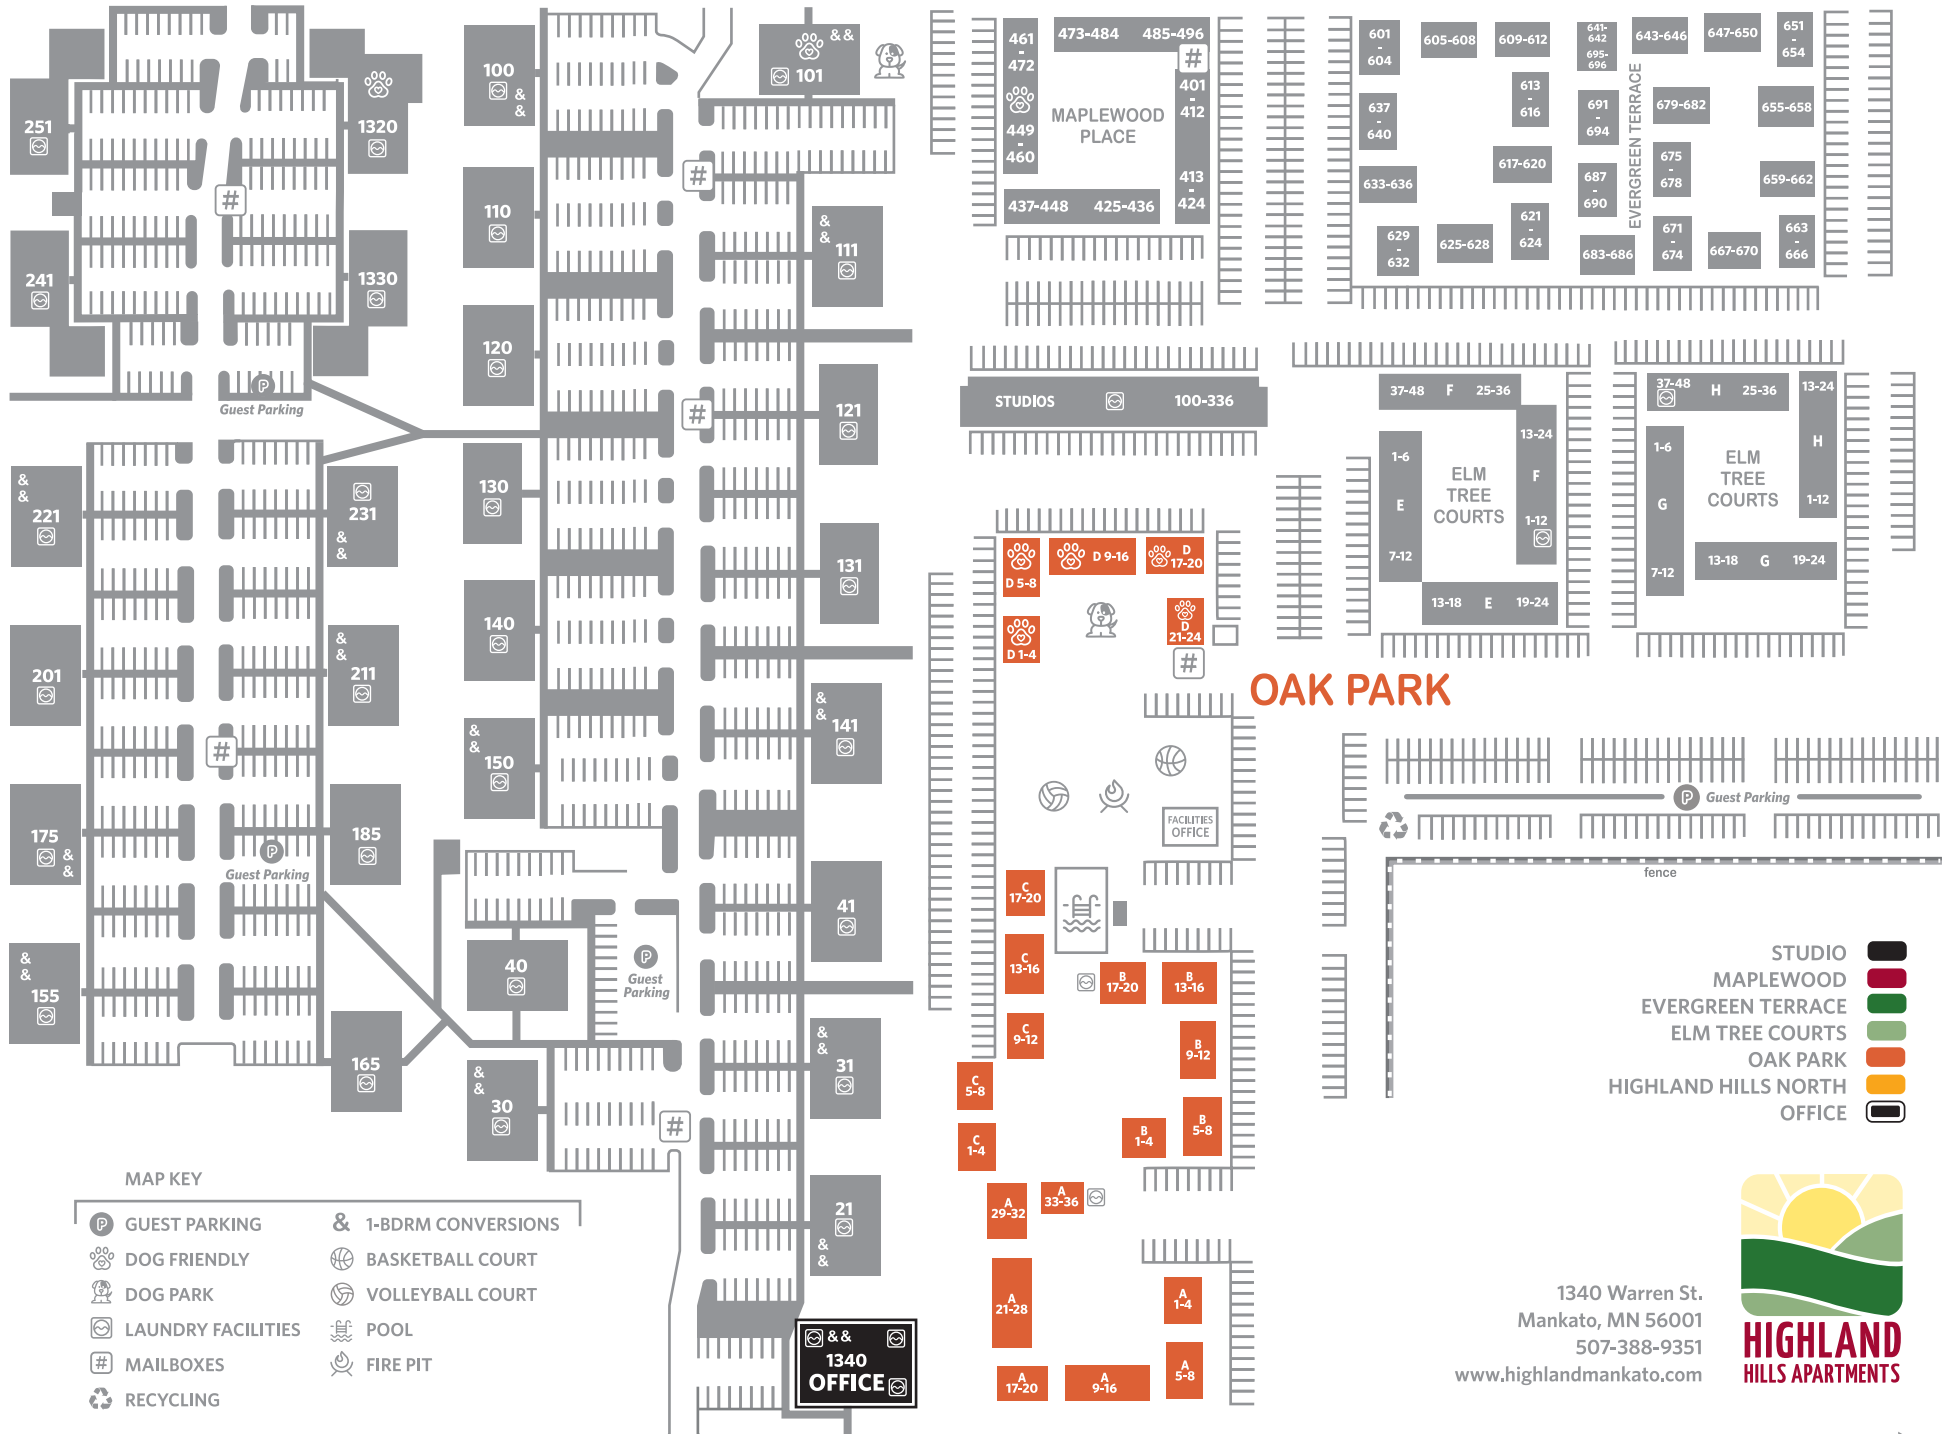 251
1320
241
1330
Guest Parking
&
&
221
231
&
&
201
&
&
211
175
&
&
185
Guest Parking
&
&
155
165
100
&
&
110
120
130
140
&
&
150
40
Guest
Parking
&
&
30
&&
101
&
&
111
121
131
&
&
141
41
&
&
31
21
&
&
&&
1340
OFFICE
#
#
#
#
#
461
-
472
449
-
460
473-484
485-496
#
401
-
412
413
-
424
437-448
425-436
MAPLEWOOD
PLACE
STUDIOS
100-336
601
-
604
605-608
609-612
641-
642
695-
696
643-646
647-650
651
-
654
637
-
640
613
-
616
691
-
694
679-682
655-658
633-636
617-620
687
-
690
675
-
678
659-662
629
-
632
625-628
621
-
624
683-686
671
-
674
667-670
663
-
666
EVERGREEN TERRACE
37-48 F 25-36
13-24
F
1-12
1-6
E
7-12
13-18 E 19-24
ELM
TREE
COURTS
37-48 H 25-36
13-24
H
1-12
1-6
G
7-12
13-18 G 19-24
ELM
TREE
COURTS
D 5-8
D 9-16
D
17-20
D 1-4
D
21-24
#
OAK PARK
FACILITIES
OFFICE
C
17-20
C
13-16
C
9-12
C
5-8
C
1-4
B
17-20
B
13-16
B
9-12
B
5-8
B
1-4
A
33-36
A
29-32
A
21-28
A
17-20
A
9-16
A
5-8
A
1-4
P Guest Parking
fence
STUDIO
MAPLEWOOD
EVERGREEN TERRACE
ELM TREE COURTS
OAK PARK
HIGHLAND HILLS NORTH
OFFICE
MAP KEY
P GUEST PARKING
DOG FRIENDLY
DOG PARK
LAUNDRY FACILITIES
# MAILBOXES
RECYCLING
& 1-BDRM CONVERSIONS
BASKETBALL COURT
VOLLEYBALL COURT
POOL
FIRE PIT
1340 Warren St.
Mankato, MN 56001
507-388-9351
www.highlandmankato.com
HIGHLAND
HILLS APARTMENTS